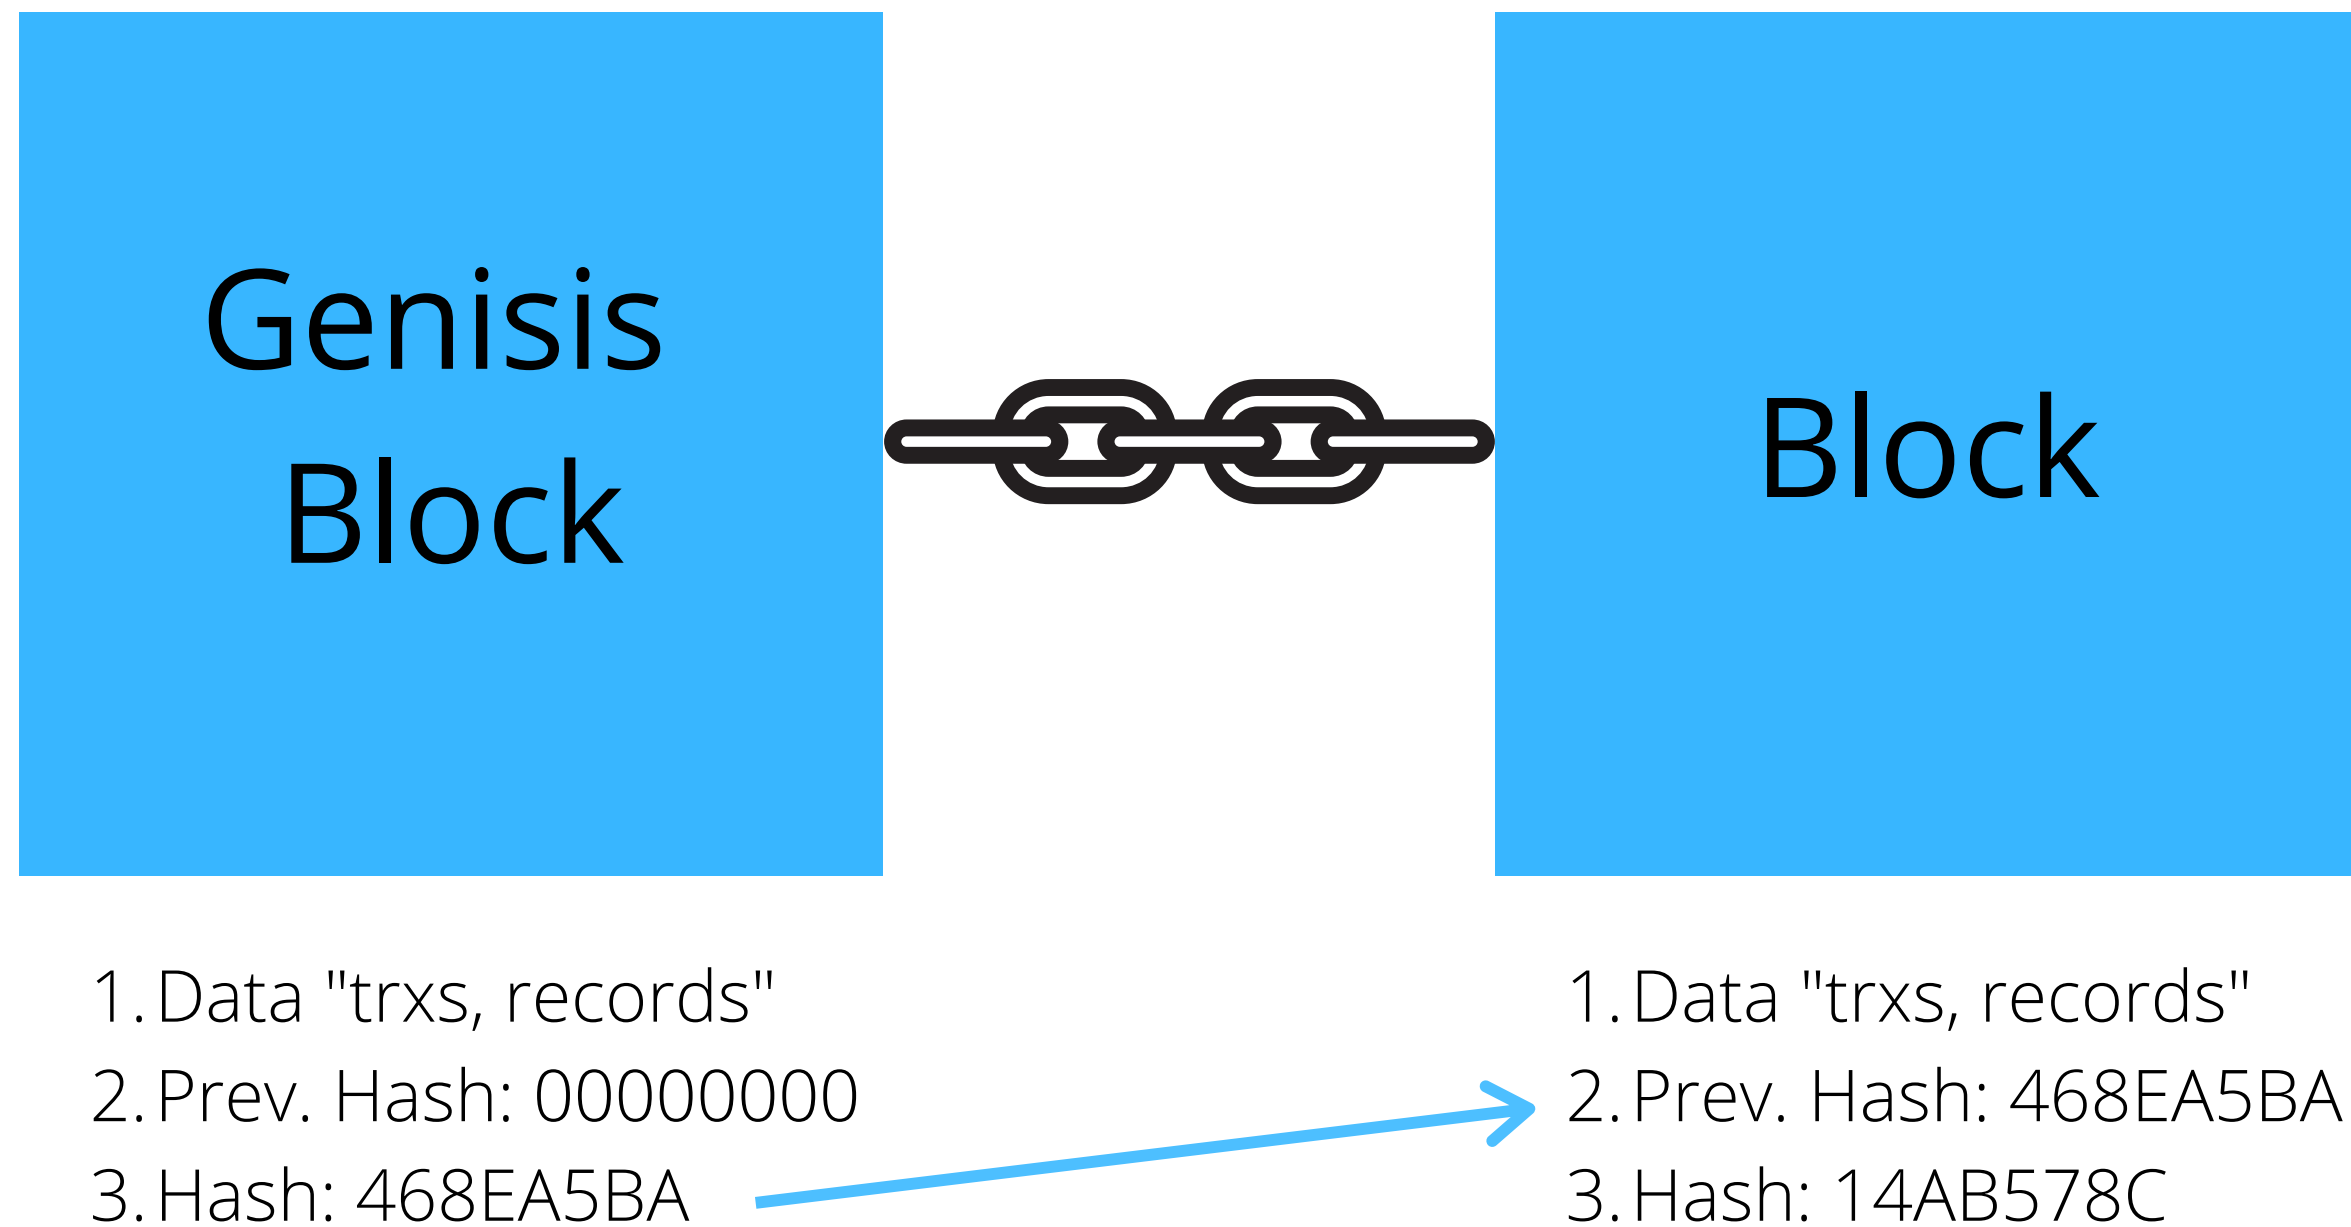 Genisis
Block
Block
1. Data "trxs, records"
2. Prev. Hash: 00000000
3. Hash: 468EA5BA
1. Data "trxs, records"
2. Prev. Hash: 468EA5BA
3. Hash: 14AB578C